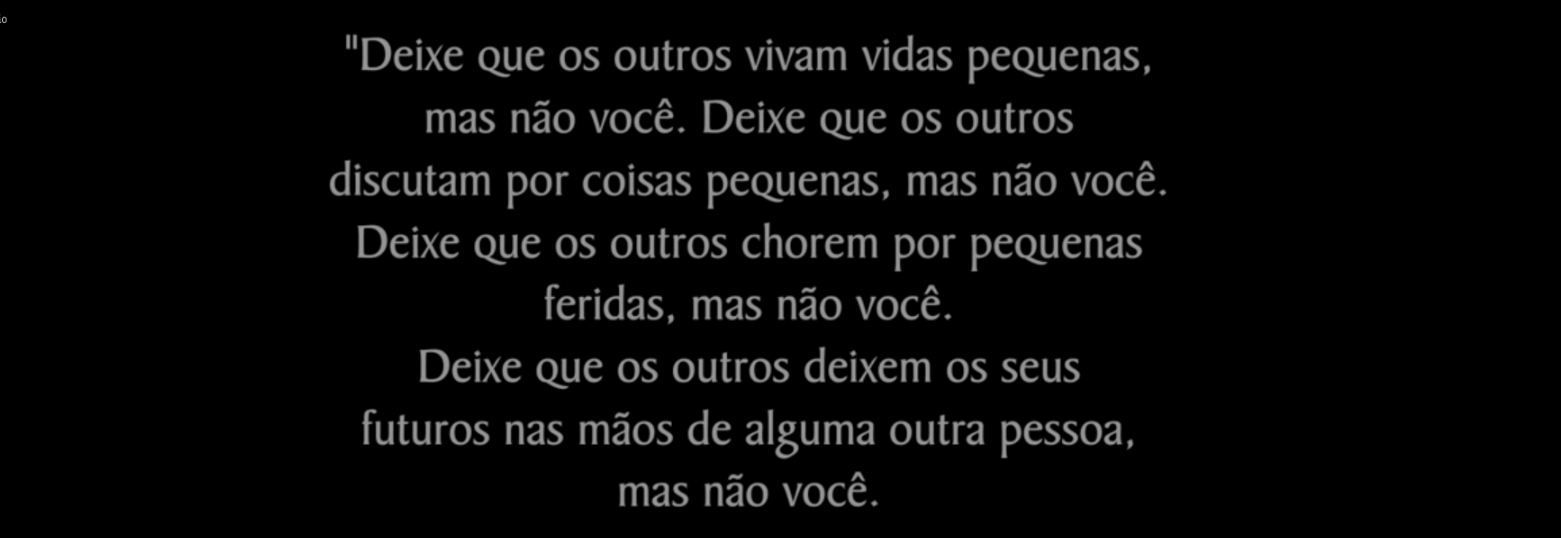 "Deixe que os outros vivam vidas pequenas,
mas não você. Deixe que os outros
discutam por coisas pequenas, mas não você.
Deixe que os outros chorem por pequenas
feridas, mas não você.
Deixe que os outros deixem os seus
futuros nas mãos de alguma outra pessoa,
mas não você.